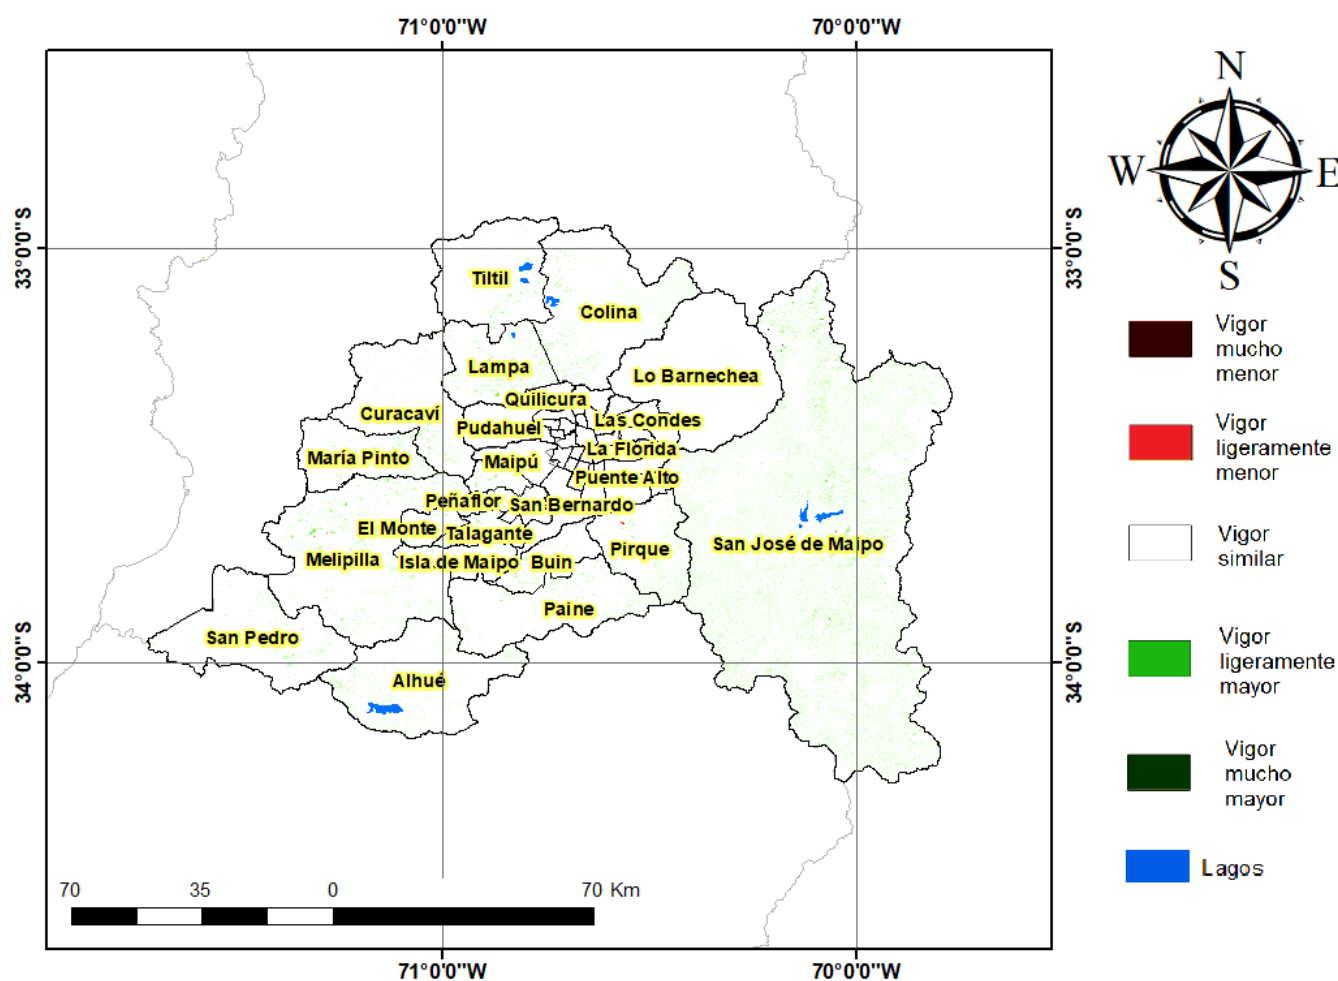 71°0'0"W
70°0'0"W
N
W
E
S
33°0'0"S
33°0'0"S
Tiltil
Colina
Lampa
Lo Barnechea
Quilicura
Curacaví
Las Condes
Pudahuel
La Florida
María Pinto
Maipú
Puente Alto
Peñaflor
San Bernardo
El Monte
Talagante
San José de Maipo
Pirque
Melipilla
Isla de Maipo
Buin
Paine
San Pedro
Alhué
34°0'0"S
34°0'0"S
Vigor
mucho
menor
Vigor
ligeramente
menor
Vigor
similar
Vigor
ligeramente
mayor
Vigor
mucho
mayor
Lagos
70
35
0
70 Km
71°0'0"W
70°0'0"W